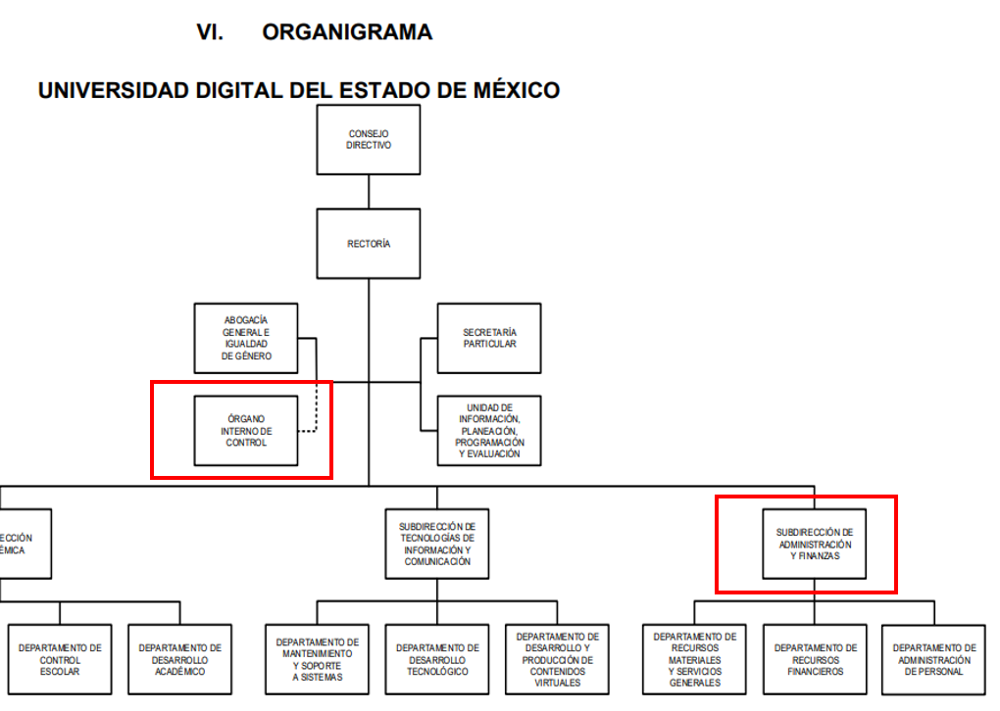 VI. ORGANIGRAMA
UNIVERSIDAD DIGITAL DEL ESTADO DE MÉXICO
CONSEJO
DIRECTIVO
RECTORÍA
ABOGACÍA
GENERAL E
IGUALDAD
DE GÉNERO
SECRETARÍA
PARTICULAR
ÓRGANO
INTERNO DE
CONTROL
UNIDAD DE
INFORMACIÓN,
PLANEACIÓN,
PROGRAMACIÓN
Y EVALUACIÓN
ECCIÓN
ÉMICA
SUBDIRECCIÓN DE
TECNOLOGÍAS DE
INFORMACIÓN Y
COMUNICACIÓN
SUBDIRECCIÓN DE
ADMINISTRACIÓN
Y FINANZAS
DEPARTAMENTO DE
CONTROL
ESCOLAR
DEPARTAMENTO DE
DESARROLLO
ACADÉMICO
DEPARTAMENTO DE
MANTENIMIENTO
Y SOPORTE
A SISTEMAS
DEPARTAMENTO DE
DESARROLLO
TECNOLÓGICO
DEPARTAMENTO DE
DESARROLLO Y
PRODUCCIÓN DE
CONTENIDOS
VIRTUALES
DEPARTAMENTO DE
RECURSOS
MATERIALES
Y SERVICIOS
GENERALES
DEPARTAMENTO DE
RECURSOS
FINANCIEROS
DEPARTAMENTO DE
ADMINISTRACIÓN
DE PERSONAL